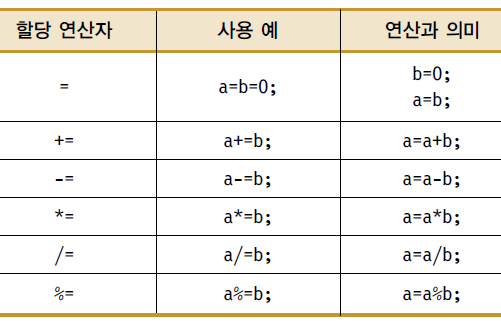 할당 연산자 사용 예 연산과 의미
= a=b=0; b=0;
a=b;
+= a+=b; a=a+b;
-= a-=b; a=a-b;
*= a*=b; a=a*b;
/= a/=b; a=a/b;
%= a%=b; a=a%b;